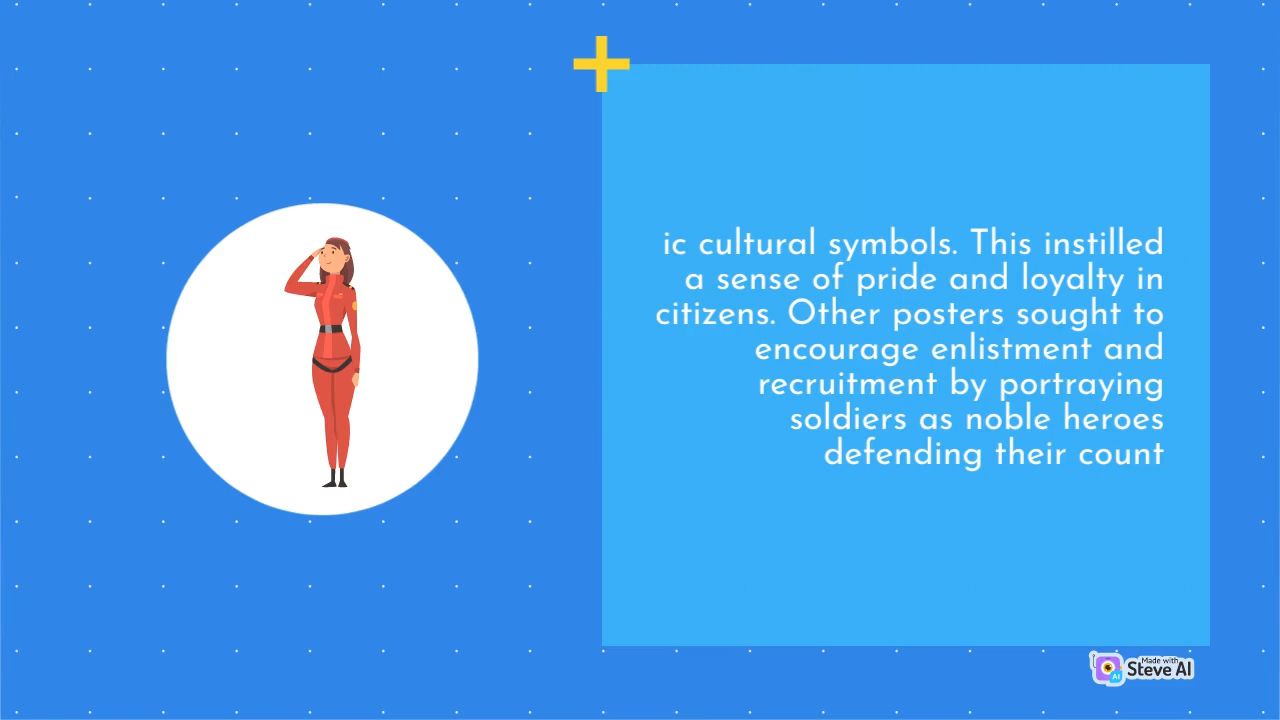 ic cultural symbols. This instilled
a sense of pride and loyalty in
citizens. Other posters sought to
encourage enlistment and
recruitment by portraying
soldiers as noble heroes
defending their count
Made with
Steve AI
AI